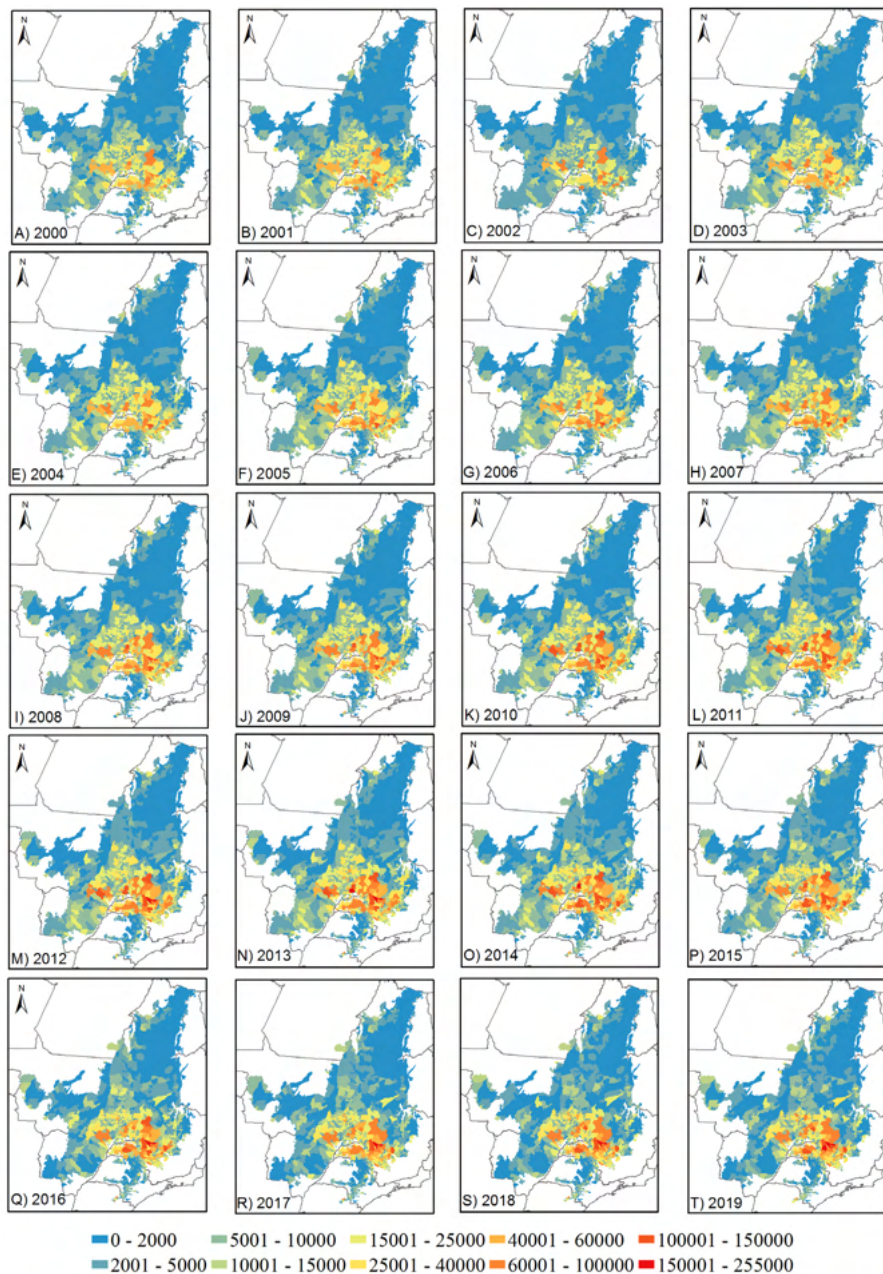 N N N N
A) 2000 B) 2001 C) 2002 D) 2003
N N N N
E) 2004 F) 2005 G) 2006 H) 2007
N N N N
I) 2008 J) 2009 K) 2010 L) 2011
N N N N
M) 2012 N) 2013 O) 2014 P) 2015
N
Q) 2016 R) 2017 S) 2018 T) 2019
0 - 2000 5001 - 10000 15001 - 25000 40001 - 60000 100001 - 150000
2001 - 5000 10001 - 15000 25001 - 40000 60001 - 100000 150001 - 255000